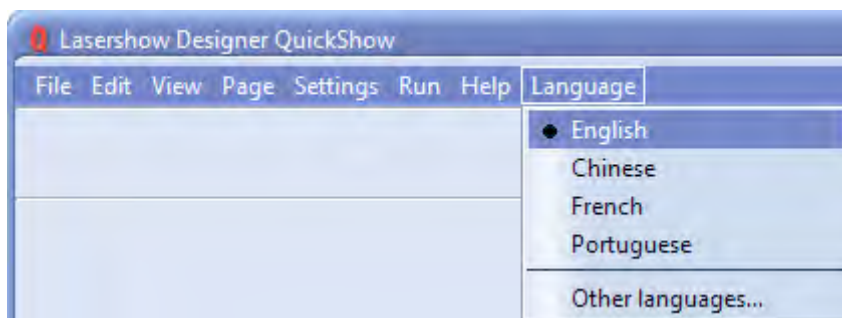 Lasershow Designer QuickShow
File Edit View Page Settings Run Help Language
English
Chinese
French
Portuguese
Other languages...